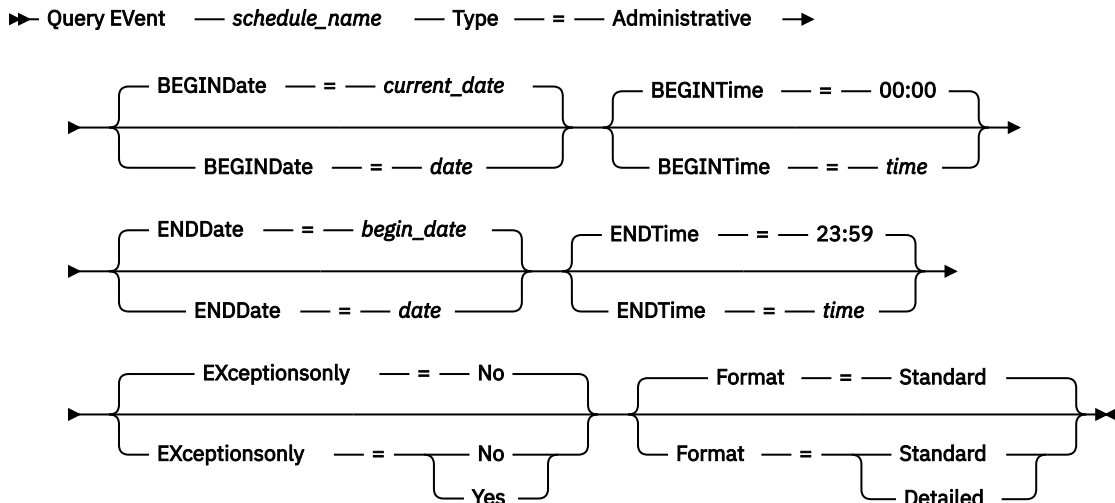 Query EVent — schedule_name — Type — = — Administrative
BEGINDate — = — current_date
BEGINTime — = — 00:00
BEGINDate — = — date
BEGINTime — = — time
ENDDate — = — begin_date
ENDTime — = — 23:59
ENDDate — = — date
ENDTime — = — time
EXceptionsonly — = — No
Format — = — Standard
EXceptionsonly — = — No
Format — = — Standard
Yes
Detailed